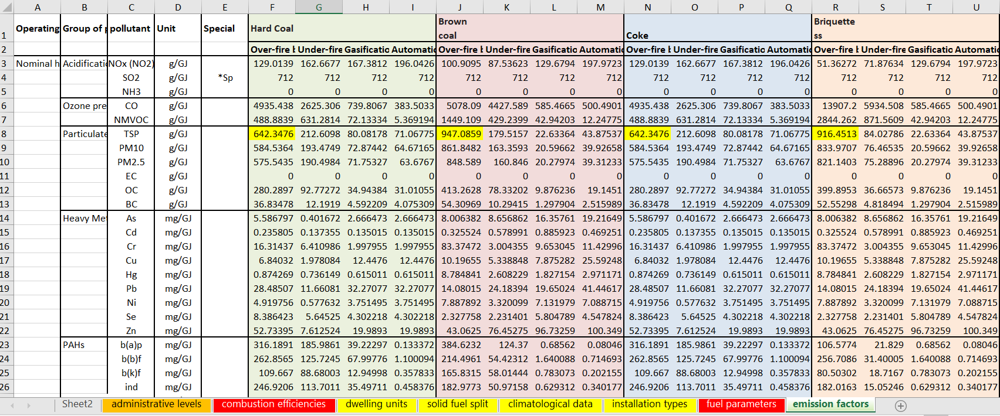 A B C D E F G H I J K L M N O P Q R S T U
1 Operating Group of p pollutant Unit Special Hard Coal Brown coal Coke Briquette ss
2 Over-fire b Under-fire Gasificatio Automatic Over-fire b Under-fire Gasificatio Automatic Over-fire b Under-fire Gasificatio Automatic Over-fire b Under-fire Gasificatio Automatic
3 Nominal h Acidificatio NOx (NO2) g/GJ 129.0139 162.6677 167.3812 196.0426 100.9095 87.53623 129.6794 197.9723 129.0139 162.6677 167.3812 196.0426 51.36272 71.87634 129.6794 197.9723
4 SO2 g/GJ *Sp 712 712 712 712 712 712 712 712 712 712 712 712 712 712 712 712
5 NH3 g/GJ 0 0 0 0 0 0 0 0 0 0 0 0 0 0 0 0
6 Ozone pre CO g/GJ 4935.438 2625.306 739.8067 383.5033 5078.09 4427.589 585.4665 500.4901 4935.438 2625.306 739.8067 383.5033 13907.2 5934.508 585.4665 500.4901
7 NMVOC g/GJ 488.8839 631.2814 72.13334 5.369194 1449.109 429.2399 42.94203 12.24775 488.8839 631.2814 72.13334 5.369194 2844.262 871.5609 42.94203 12.24775
8 Particulate TSP g/GJ 642.3476 212.6098 80.08178 71.06775 947.0859 179.5157 22.63364 43.87537 642.3476 212.6098 80.08178 71.06775 916.4513 84.02786 22.63364 43.87537
9 PM10 g/GJ 584.5364 193.4749 72.87442 64.67165 861.8482 163.3593 20.59662 39.92658 584.5364 193.4749 72.87442 64.67165 833.9707 76.46535 20.59662 39.92658
10 PM2.5 g/GJ 575.5435 190.4984 71.75327 63.6767 848.589 160.846 20.27974 39.31233 575.5435 190.4984 71.75327 63.6767 821.1403 75.28896 20.27974 39.31233
11 EC g/GJ 0 0 0 0 0 0 0 0 0 0 0 0 0 0 0 0
12 OC g/GJ 280.2897 92.77272 34.94384 31.01055 413.2628 78.33202 9.876236 19.1451 280.2897 92.77272 34.94384 31.01055 399.8953 36.66573 9.876236 19.1451
13 BC g/GJ 36.83478 12.1919 4.592209 4.075309 54.30969 10.29415 1.297904 2.515989 36.83478 12.1919 4.592209 4.075309 52.55298 4.818494 1.297904 2.515989
14 Heavy Me As mg/GJ 5.586797 0.401672 2.666473 2.666473 8.006382 8.656862 16.35761 19.21649 5.586797 0.401672 2.666473 2.666473 8.006382 8.656862 16.35761 19.21649
15 Cd mg/GJ 0.235805 0.137355 0.135015 0.135015 0.325524 0.578991 0.885923 0.469251 0.235805 0.137355 0.135015 0.135015 0.325524 0.578991 0.885923 0.469251
16 Cr mg/GJ 16.31437 6.410986 1.997955 1.997955 83.37472 3.004355 9.653045 11.42996 16.31437 6.410986 1.997955 1.997955 83.37472 3.004355 9.653045 11.42996
17 Cu mg/GJ 6.84032 1.978084 12.4476 12.4476 10.19655 5.338848 7.875282 25.59248 6.84032 1.978084 12.4476 12.4476 10.19655 5.338848 7.875282 25.59248
18 Hg mg/GJ 0.874269 0.736149 0.615011 0.615011 8.784841 2.608229 1.827154 2.971171 0.874269 0.736149 0.615011 0.615011 8.784841 2.608229 1.827154 2.971171
19 Pb mg/GJ 28.48507 11.66081 32.27077 32.27077 14.08015 24.18394 19.65024 41.44617 28.48507 11.66081 32.27077 32.27077 14.08015 24.18394 19.65024 41.44617
20 Ni mg/GJ 4.919756 0.577632 3.751495 3.751495 7.887892 3.320099 7.131979 7.088715 4.919756 0.577632 3.751495 3.751495 7.887892 3.320099 7.131979 7.088715
21 Se mg/GJ 8.386423 5.64525 4.302218 4.302218 2.327758 2.231401 5.804789 4.547824 8.386423 5.64525 4.302218 4.302218 2.327758 2.231401 5.804789 4.547824
22 Zn mg/GJ 52.73395 7.612524 19.9893 19.9893 43.0625 76.45275 96.73259 100.349 52.73395 7.612524 19.9893 19.9893 43.0625 76.45275 96.73259 100.349
23 PAHs b(a)p mg/GJ 316.1891 185.9861 39.22297 0.133372 384.6232 124.37 0.68562 0.08046 316.1891 185.9861 39.22297 0.133372 106.5774 21.829 0.68562 0.08046
24 b(b)f mg/GJ 262.8565 125.7245 67.99776 1.100094 214.4961 54.42312 1.640088 0.714693 262.8565 125.7245 67.99776 1.100094 256.7086 31.40005 1.640088 0.714693
25 b(k)f mg/GJ 109.667 88.68003 12.94998 0.357833 165.8315 58.01444 0.783073 0.202155 109.667 88.68003 12.94998 0.357833 80.50302 18.7167 0.783073 0.202155
26 ind mg/GJ 246.9206 113.7011 35.49711 0.458376 182.9773 50.97158 0.629312 0.340177 246.9206 113.7011 35.49711 0.458376 182.0163 15.05246 0.629312 0.340177
Sheet2 administrative levels combustion efficiencies dwelling units solid fuel split climatological data installation types fuel parameters emission factors